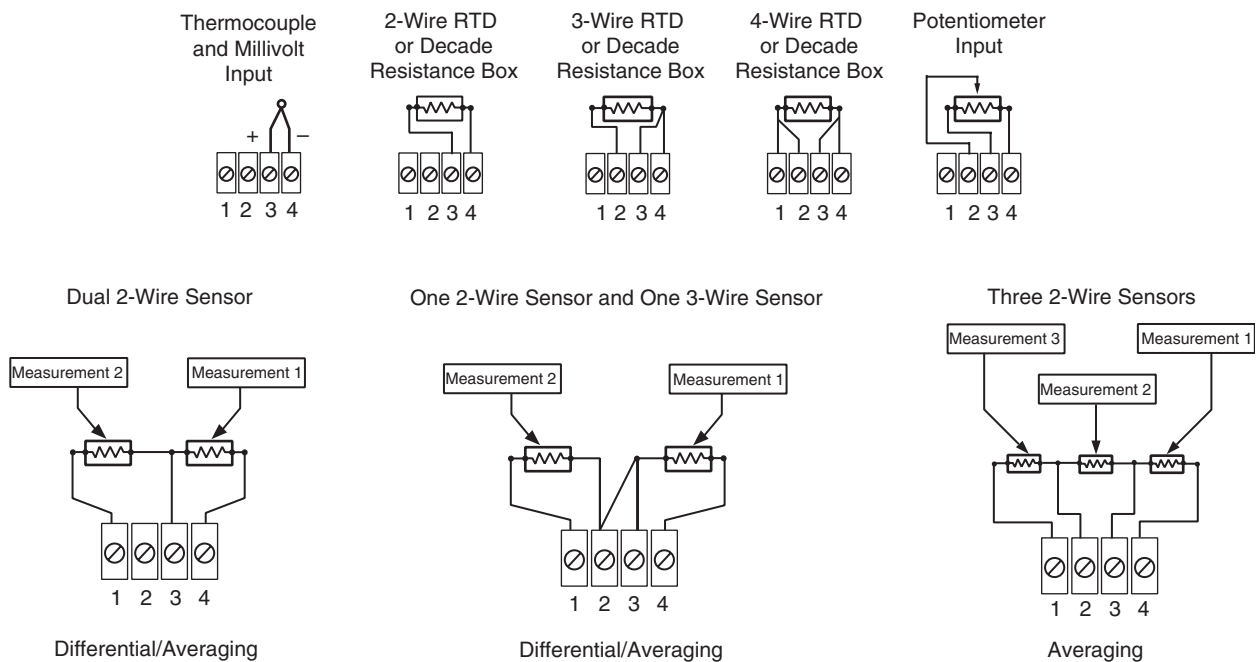 Thermocouple
and Millivolt
Input
+ –
1 2 3 4
2-Wire RTD
or Decade
Resistance Box
1 2 3 4
3-Wire RTD
or Decade
Resistance Box
1 2 3 4
4-Wire RTD
or Decade
Resistance Box
1 2 3 4
Potentiometer
Input
1 2 3 4
Dual 2-Wire Sensor
Measurement 2
Measurement 1
1 2 3 4
Differential/Averaging
One 2-Wire Sensor and One 3-Wire Sensor
Measurement 2
Measurement 1
1 2 3 4
Differential/Averaging
Three 2-Wire Sensors
Measurement 3
Measurement 1
Measurement 2
1 2 3 4
Averaging